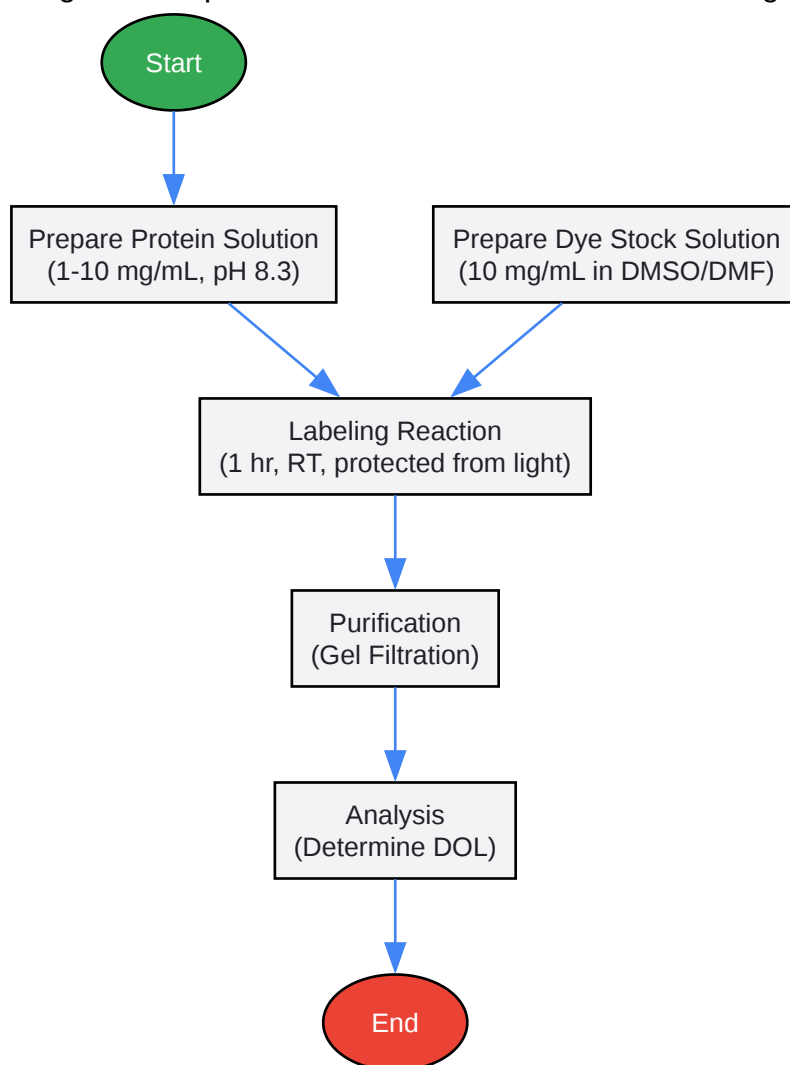 Start
Prepare Protein Solution
(1-10 mg/mL, pH 8.3)
Prepare Dye Stock Solution
(10 mg/mL in DMSO/DMF)
Labeling Reaction
(1 hr, RT, protected from light)
Purification
(Gel Filtration)
Analysis
(Determine DOL)
End